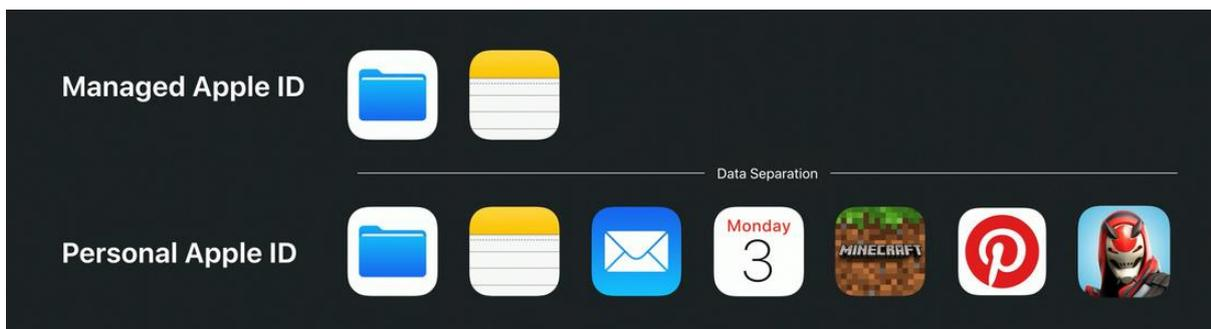 Managed Apple ID
Data Separation
Personal Apple ID
Monday
3
MINECRAFT